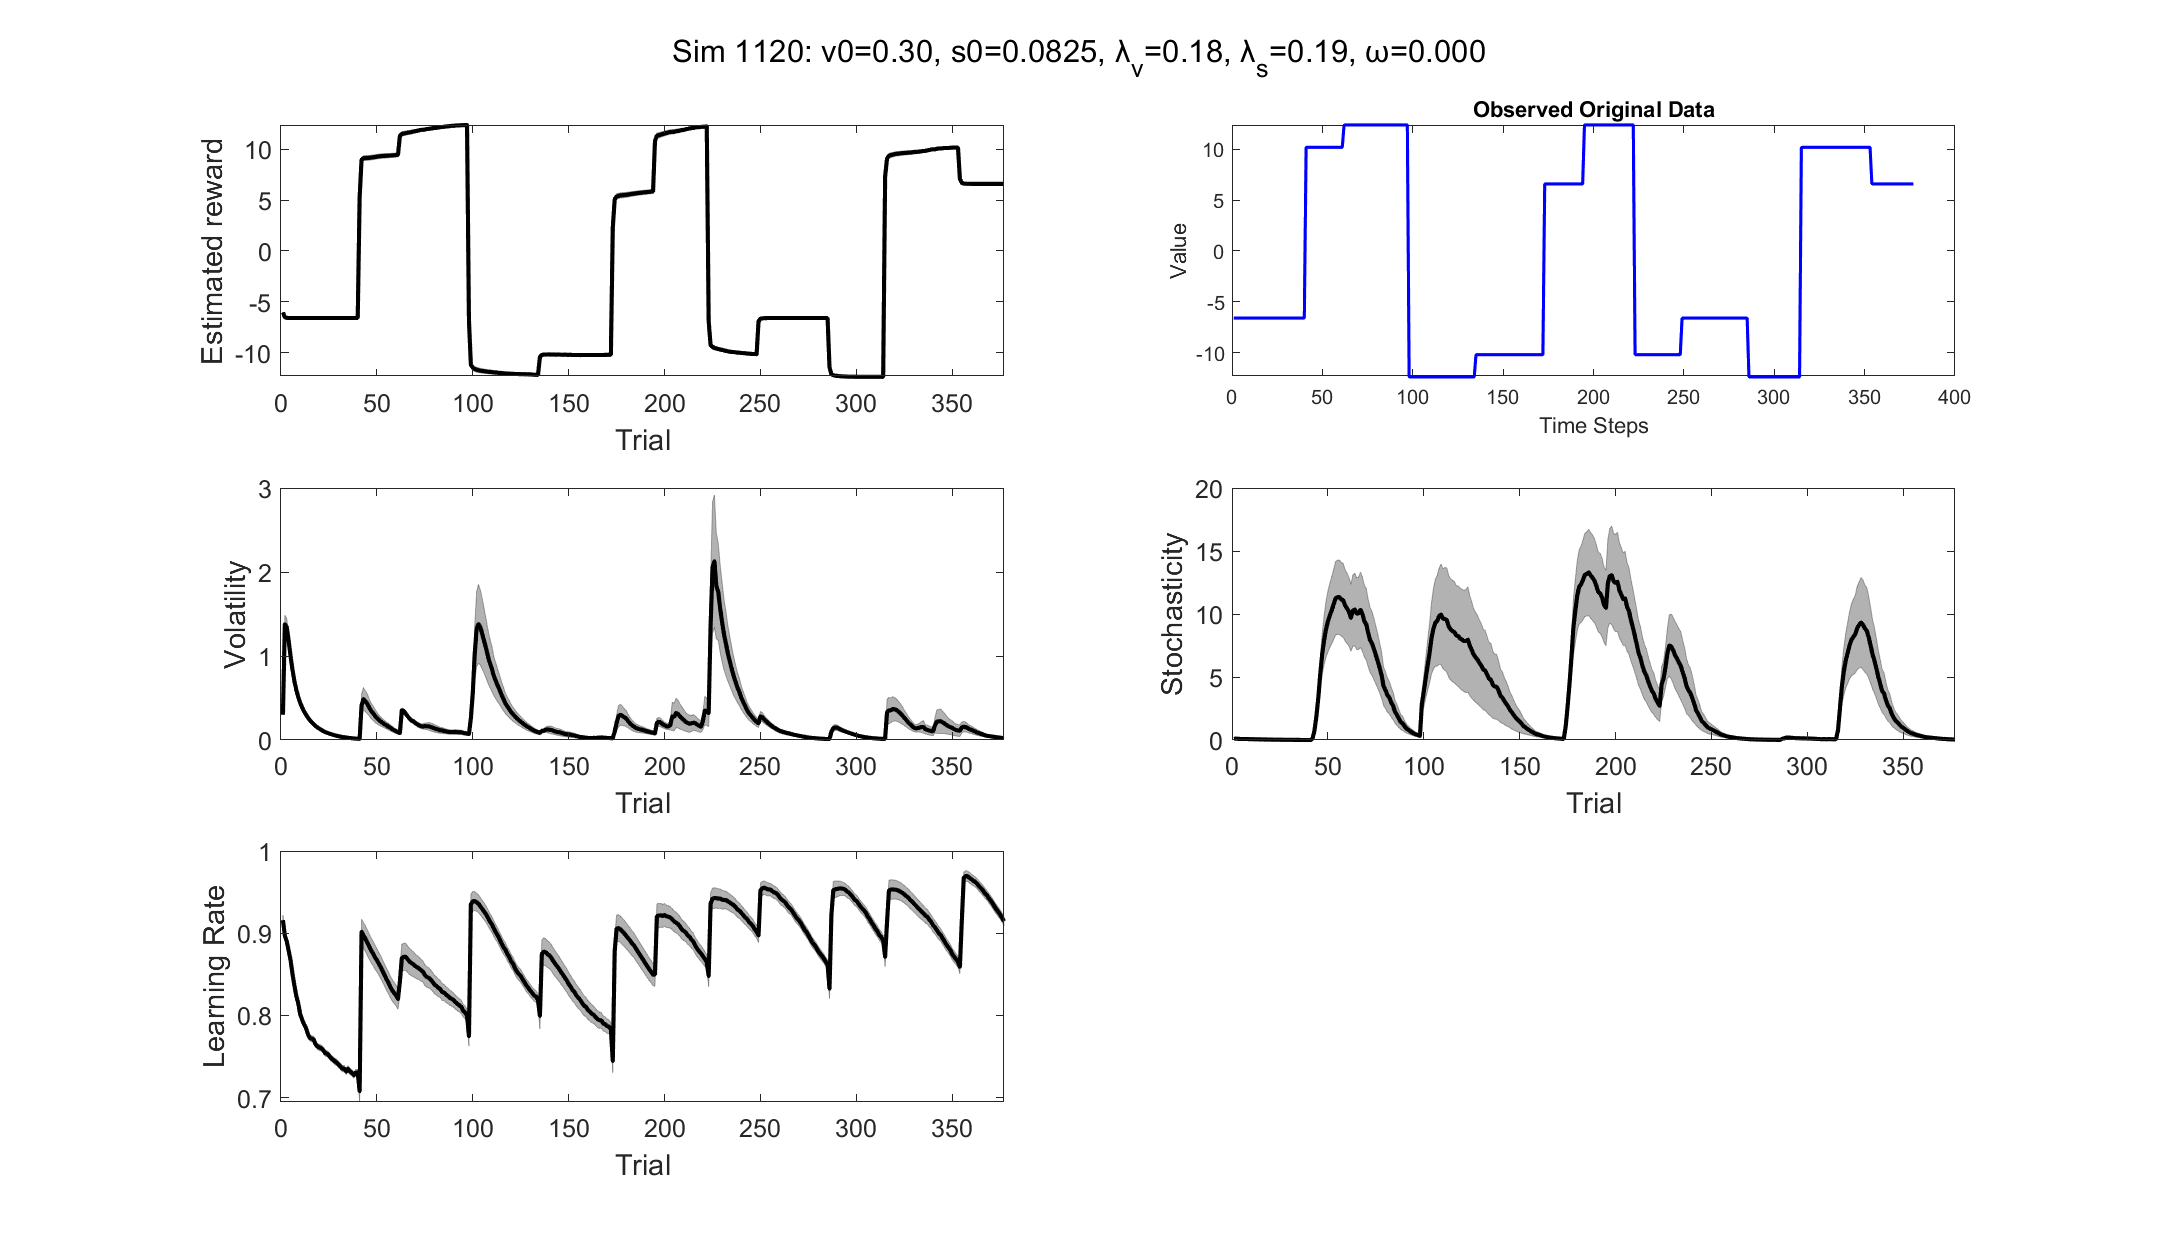 Sim 1120: v0=0.30, s0=0.0825, λ_v=0.18, λ_s=0.19, ω=0.000
Estimated reward
10
5
0
-5
-10
0 50 100 150 200 250 300 350
Trial
Observed Original Data
Value
10
5
0
-5
-10
0 50 100 150 200 250 300 350 400
Time Steps
Volatility
3
2
1
0
0 50 100 150 200 250 300 350
Trial
Stochasticity
20
15
10
5
0
0 50 100 150 200 250 300 350
Trial
Learning Rate
1
0.9
0.8
0.7
0 50 100 150 200 250 300 350
Trial